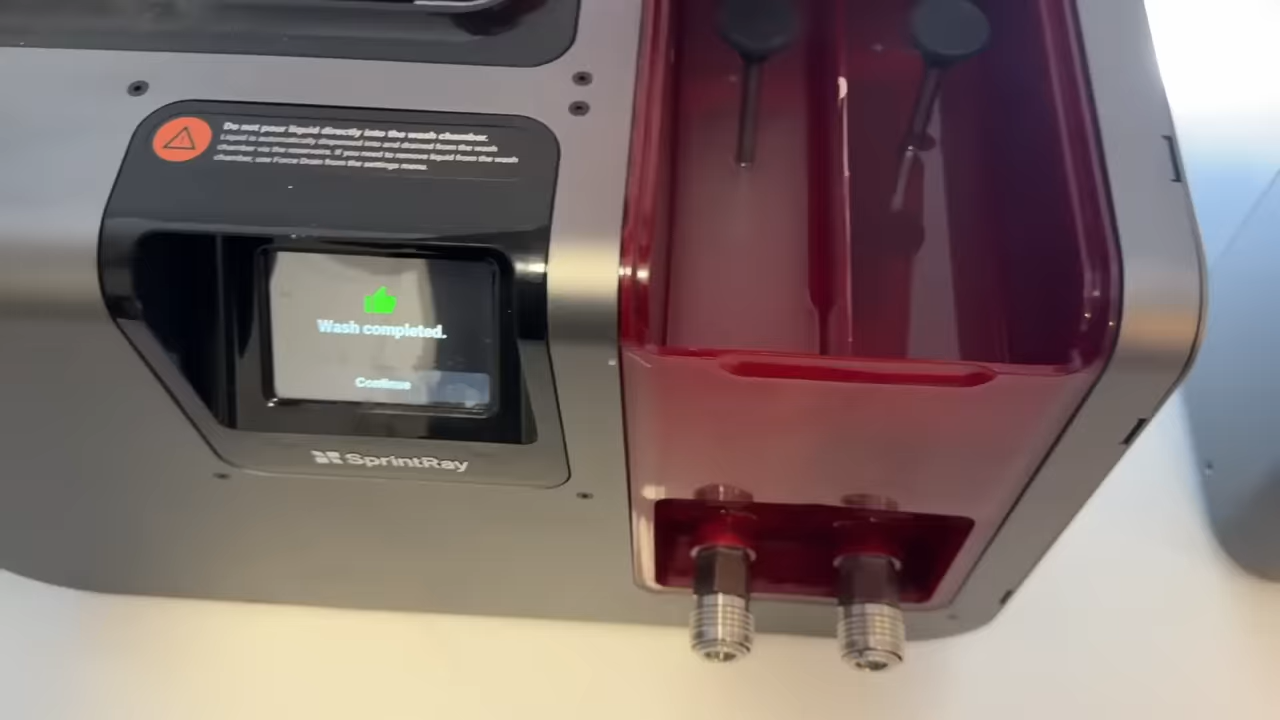 Do not pour liquid directly into the wash chamber.
Liquid is automatically dispensed into and drained from the wash
chamber via the reservoirs. If you need to remove liquid from the wash
chamber, use Force Drain from the settings menu.
Wash completed.
Continue
SprintRay